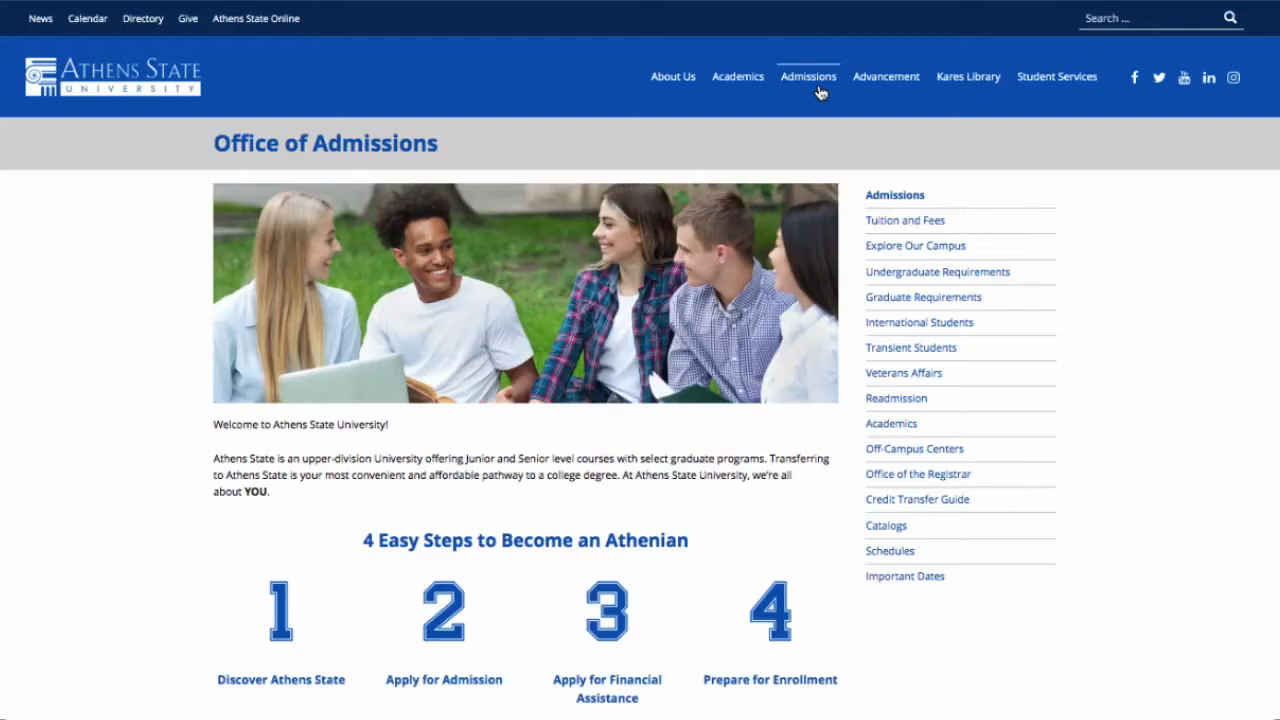 News Calendar Directory Give Athens State Online Search ...
ATHENS STATE
UNIVERSITY
About Us Academics Admissions Advancement Kares Library Student Services
Office of Admissions
Welcome to Athens State University!
Athens State is an upper-division University offering Junior and Senior level courses with select graduate programs. Transferring
to Athens State is your most convenient and affordable pathway to a college degree. At Athens State University, we're all
about YOU.
4 Easy Steps to Become an Athenian
1 2 3 4
Discover Athens State Apply for Admission Apply for Financial Prepare for Enrollment
Assistance
Admissions
Tuition and Fees
Explore Our Campus
Undergraduate Requirements
Graduate Requirements
International Students
Transient Students
Veterans Affairs
Readmission
Academics
Off-Campus Centers
Office of the Registrar
Credit Transfer Guide
Catalogs
Schedules
Important Dates